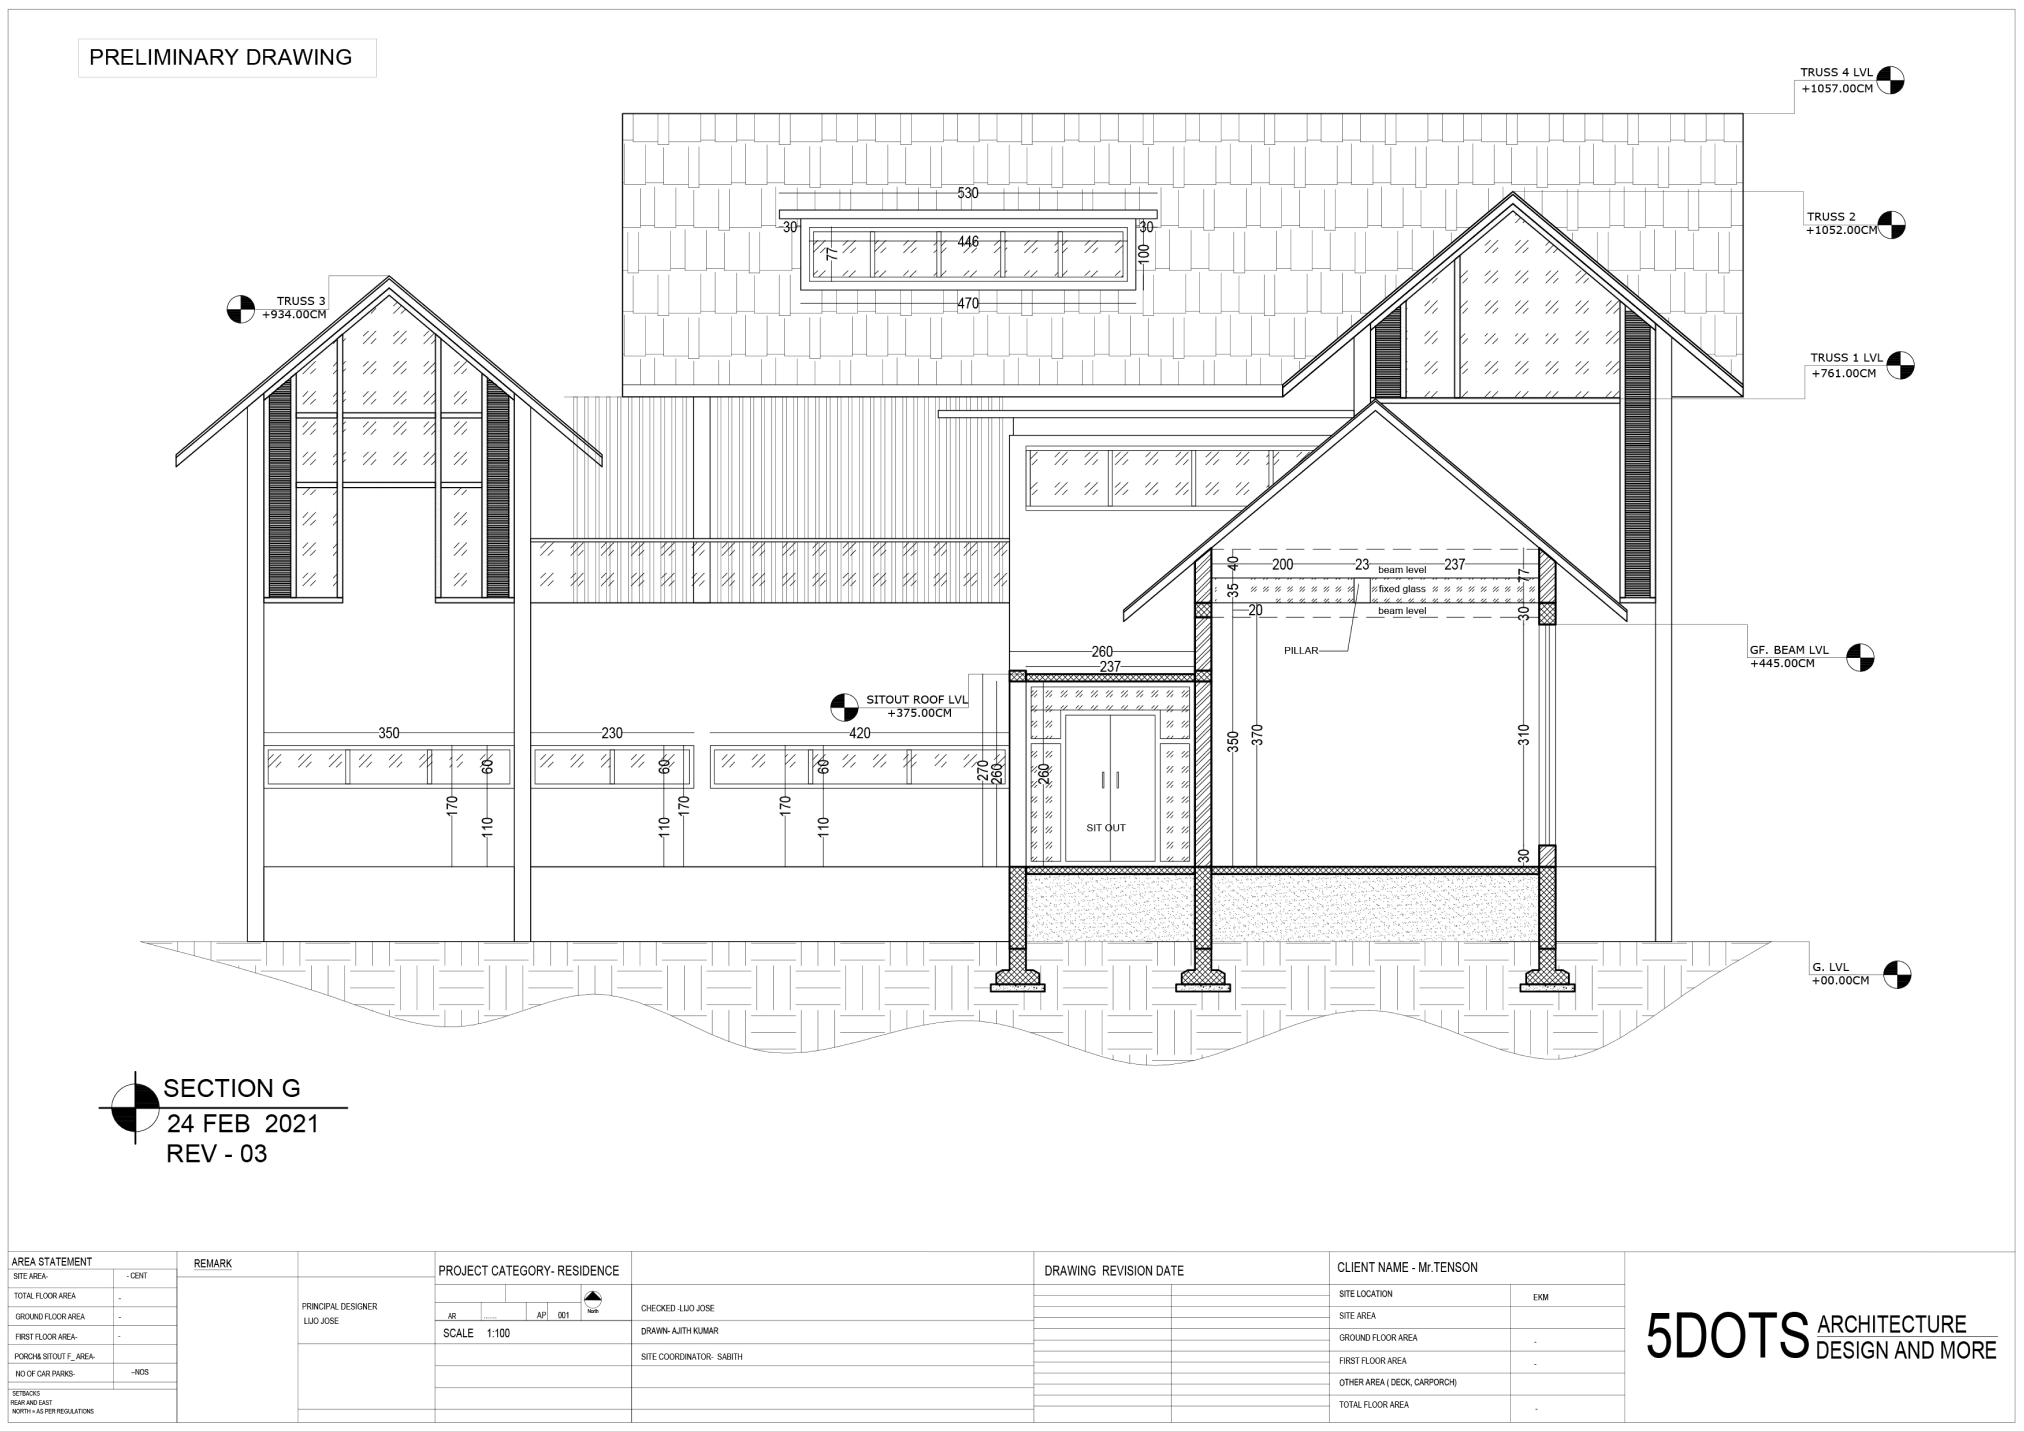 PRELIMINARY DRAWING
TRUSS 4 LVL
+1057.00CM
530
TRUSS 2
+1052.00CM
30
30
446
77
100
470
TRUSS 3
+934.00CM
TRUSS 1 LVL
+761.00CM
40
200
23
237
beam level
77
35
fixed glass
20
beam level
30
PILLAR
GF. BEAM LVL
+445.00CM
260
237
SITOUT ROOF LVL
+375.00CM
350
230
420
60
60
60
270
260
260
350
370
310
170
110
110
170
170
110
SIT OUT
30
G. LVL
+00.00CM
SECTION G
24 FEB 2021
REV - 03
AREA STATEMENT
SITE AREA-
- CENT
TOTAL FLOOR AREA
-
GROUND FLOOR AREA
-
FIRST FLOOR AREA-
-
PORCH& SITOUT F_ AREA-
NO OF CAR PARKS-
--NOS
SETBACKS
REAR AND EAST
NORTH = AS PER REGULATIONS
REMARK
PRINCIPAL DESIGNER
LIJO JOSE
PROJECT CATEGORY- RESIDENCE
North
AR
.......
AP
001
SCALE 1:100
CHECKED -LIJO JOSE
DRAWN- AJITH KUMAR
SITE COORDINATOR- SABITH
DRAWING REVISION DATE
CLIENT NAME - Mr.TENSON
SITE LOCATION
EKM
SITE AREA
GROUND FLOOR AREA
-
FIRST FLOOR AREA
-
OTHER AREA ( DECK, CARPORCH)
TOTAL FLOOR AREA
-
5DOTS
ARCHITECTURE
DESIGN AND MORE